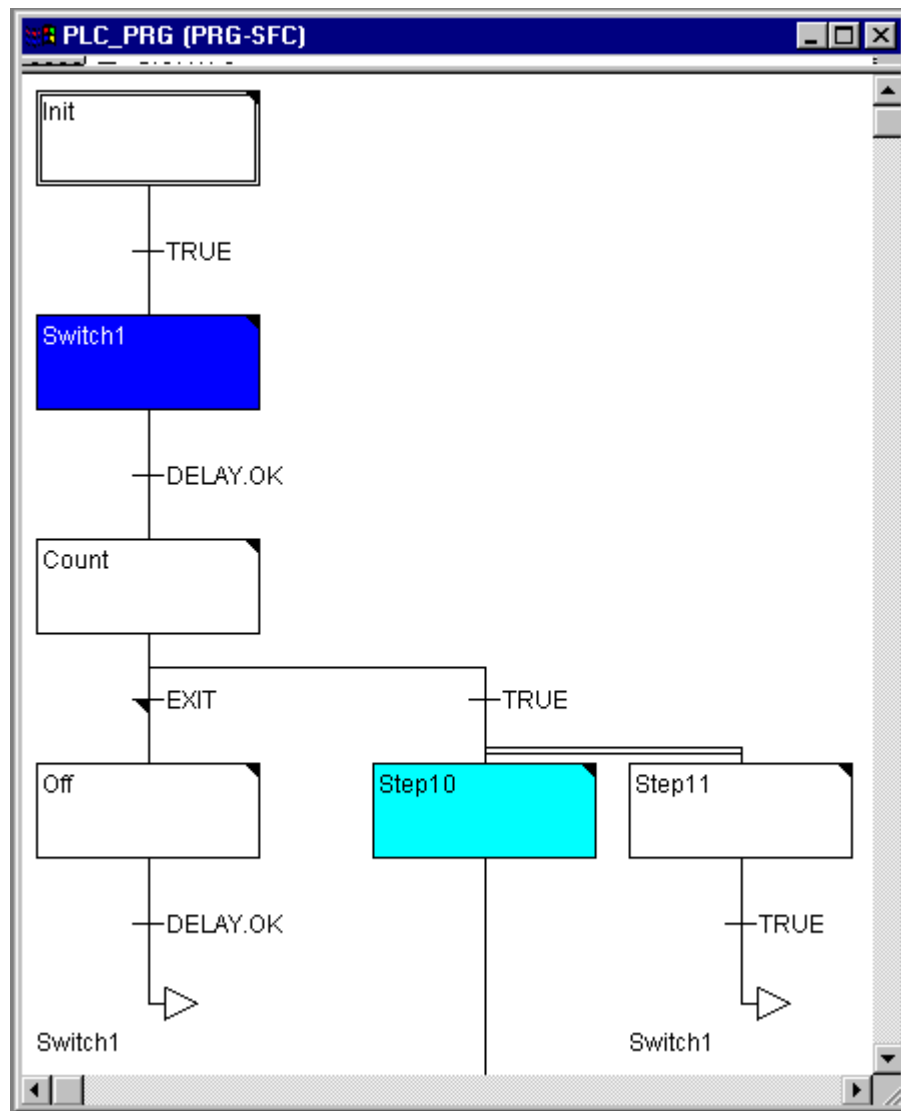 PLC_PRG (PRG-SFC)
Init
TRUE
Switch1
DELAY.OK
Count
EXIT
TRUE
Off
Step10
Step11
DELAY.OK
TRUE
Switch1
Switch1